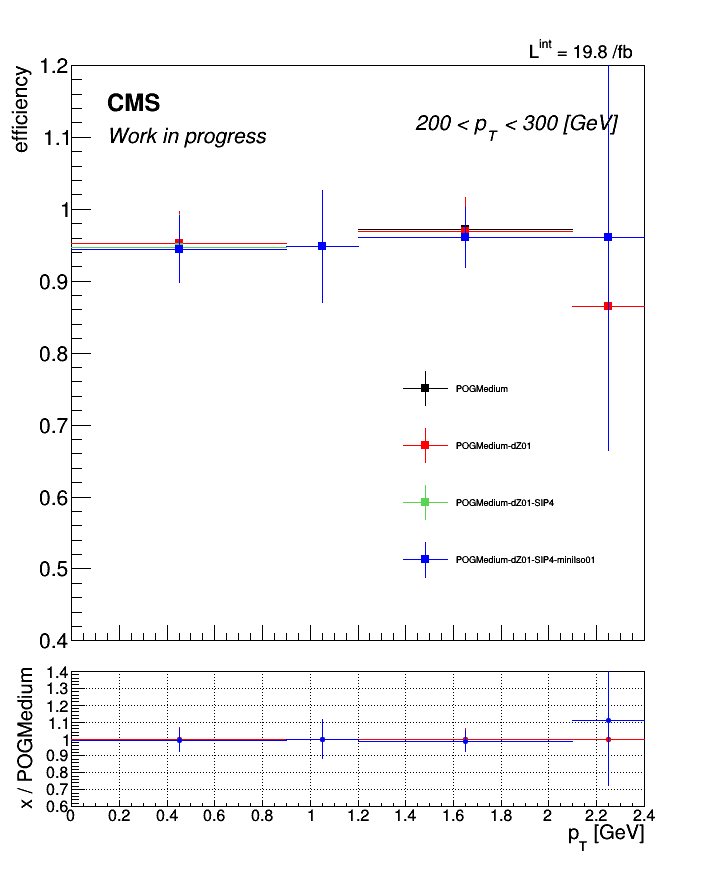 L^int = 19.8 /fb
efficiency
CMS
Work in progress
200 < p_T < 300 [GeV]
1.2
1.1
1
0.9
0.8
0.7
0.6
0.5
0.4
POGMedium
POGMedium-dZ01
POGMedium-dZ01-SIP4
POGMedium-dZ01-SIP4-miniIso01
x / POGMedium
1.4
1.3
1.2
1.1
1
0.9
0.8
0.7
0.6
0 0.2 0.4 0.6 0.8 1 1.2 1.4 1.6 1.8 2 2.2 2.4
p_T [GeV]